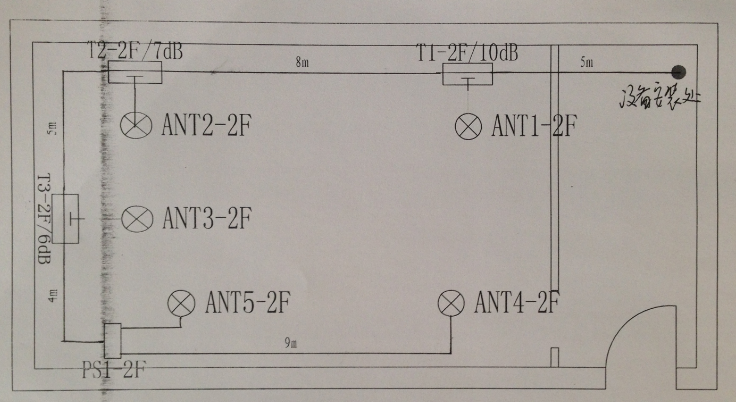 T2-2F/7dB
8m
T1-2F/10dB
5m
设备安装处
ANT2-2F
ANT1-2F
5m
T3-2F/6dB
ANT3-2F
4m
ANT5-2F
ANT4-2F
PS1-2F
9m